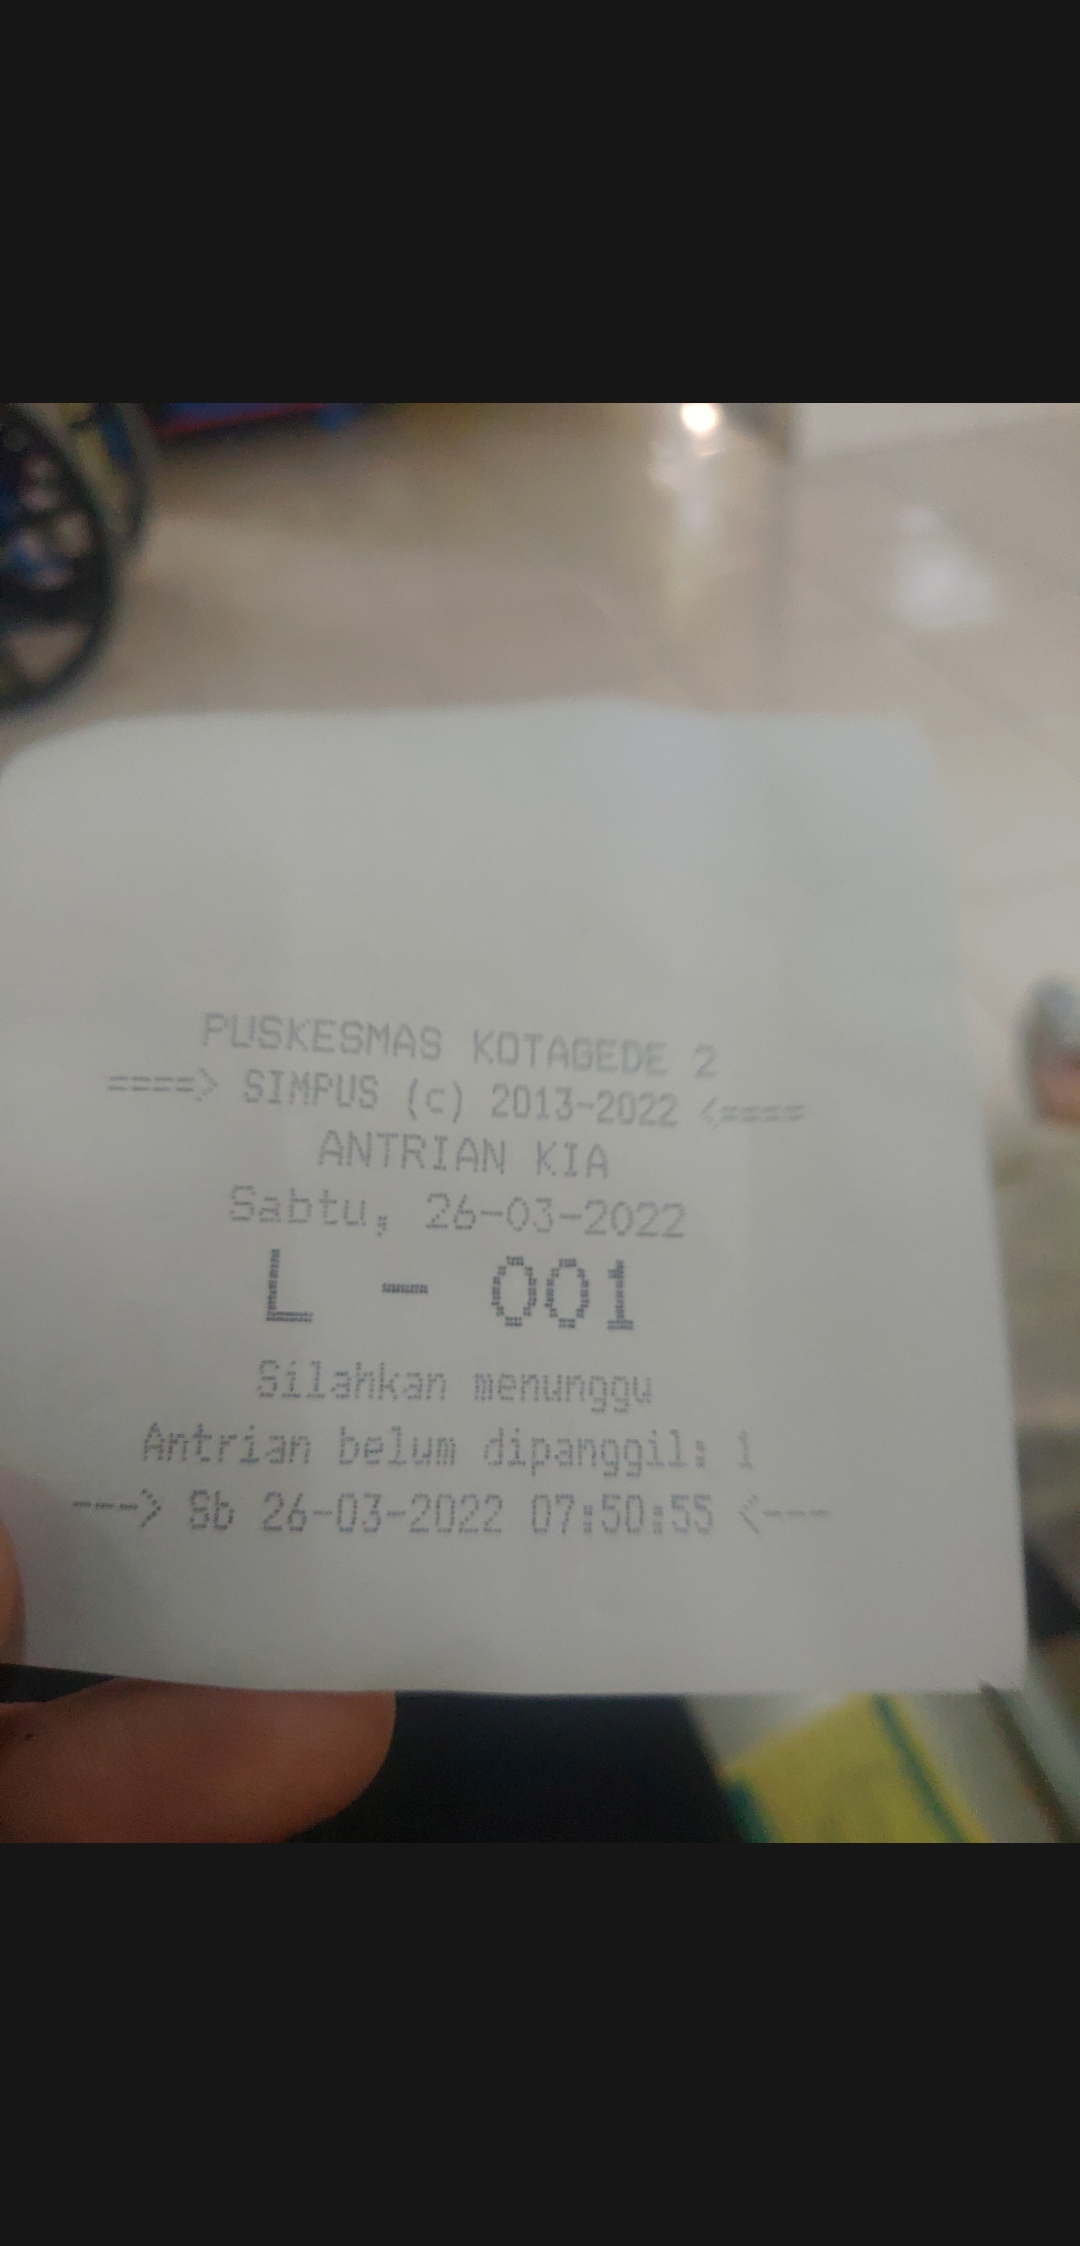 PUSKESMAS KOTAGEDE 2
====> SIMPUS (c) 2013-2022 <====
ANTRIAN KIA
Sabtu, 26-03-2022
L - 001
Silahkan menunggu
Antrian belum dipanggil: 1
---> Sb 26-03-2022 07:50:55 <---